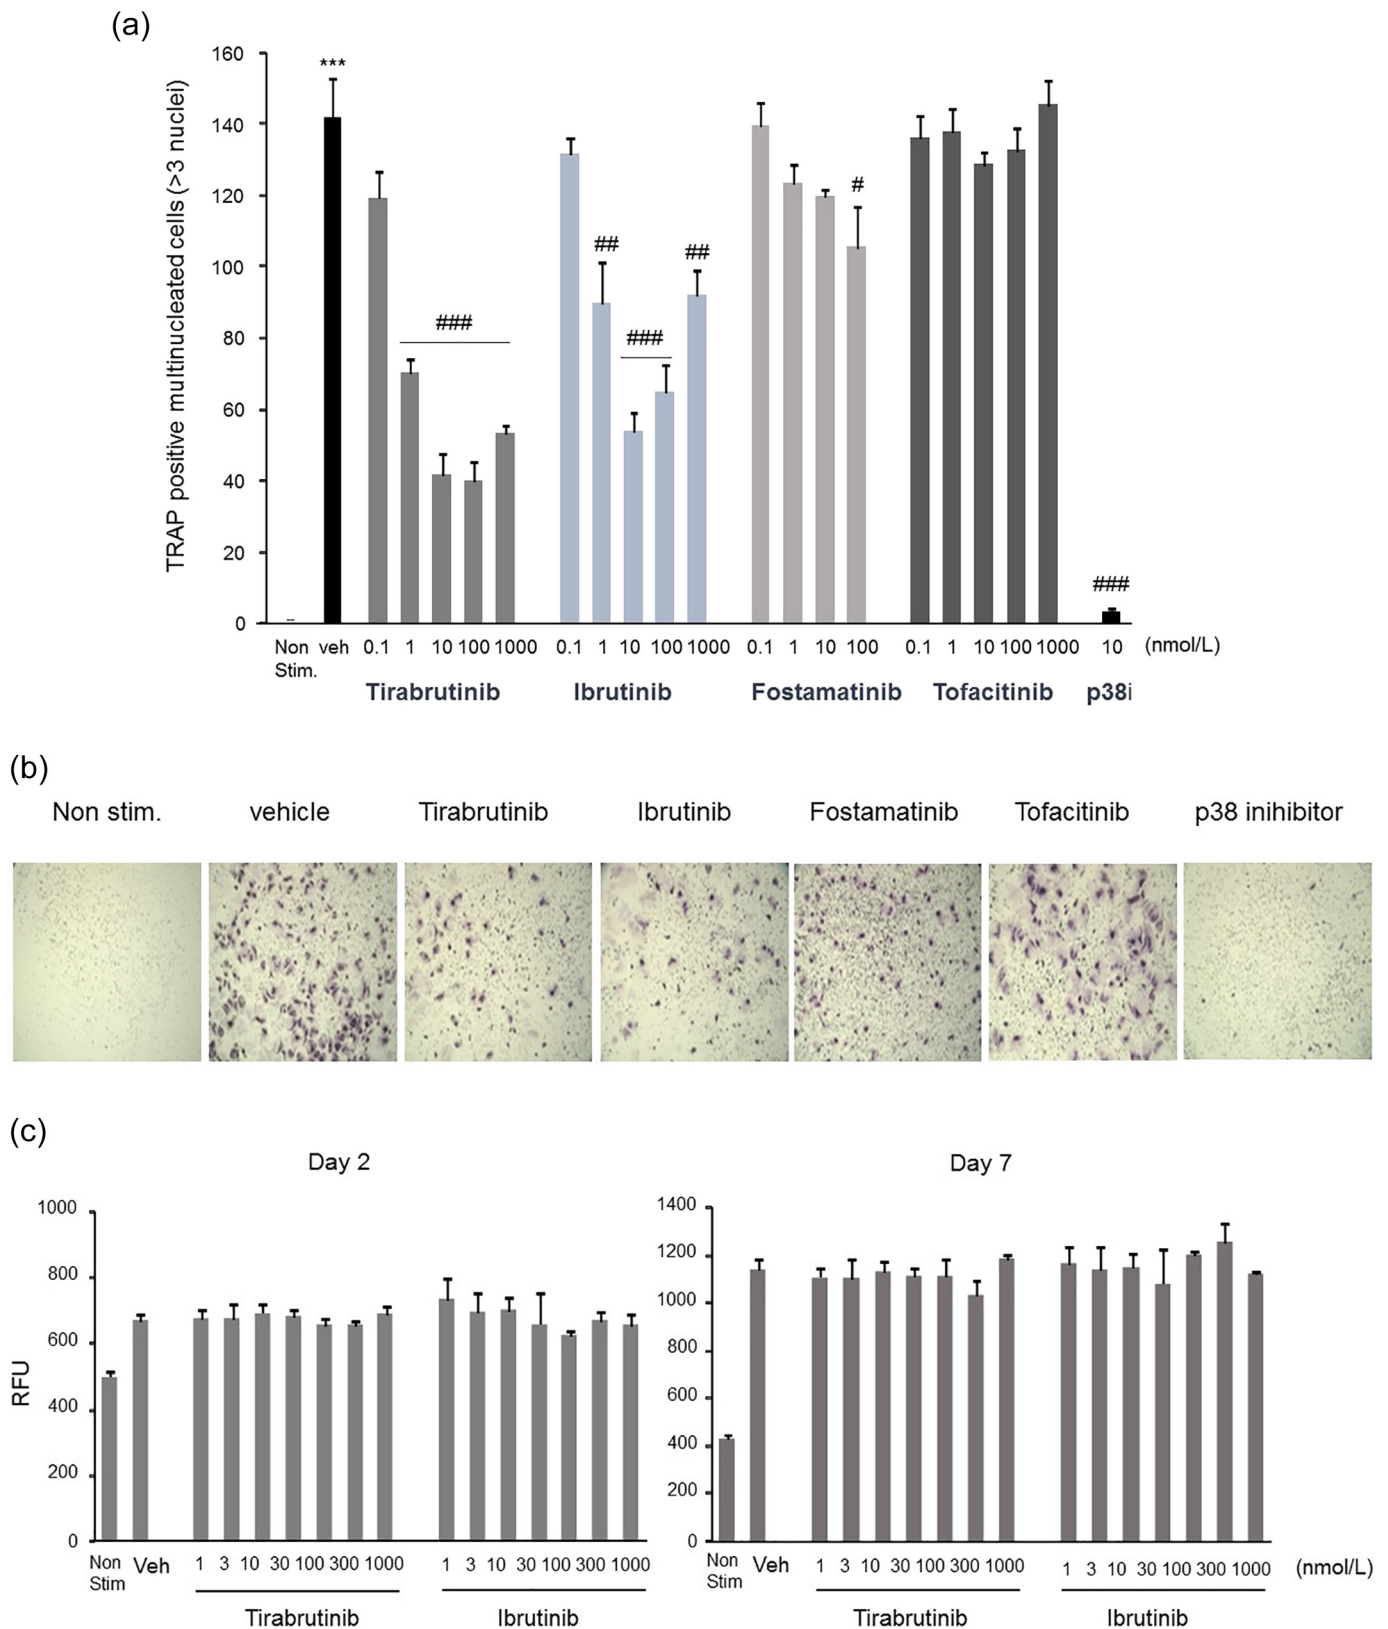 (a)
TRAP positive multinucleated cells (>3 nuclei)
160
140
120
100
80
60
40
20
0
***
###
##
###
##
#
###
Non veh 0.1 1 10 100 1000 0.1 1 10 100 1000 0.1 1 10 100 0.1 1 10 100 1000 10 (nmol/L)
Stim.
Tirabrutinib Ibrutinib Fostamatinib Tofacitinib p38i
(b)
Non stim. vehicle Tirabrutinib Ibrutinib Fostamatinib Tofacitinib p38 inihibitor
(c)
Day 2
RFU
1000
800
600
400
200
0
Non Veh 1 3 10 30 100 300 1000 1 3 10 30 100 300 1000
Stim
Tirabrutinib Ibrutinib
Day 7
1400
1200
1000
800
600
400
200
0
Non Veh 1 3 10 30 100 300 1000 1 3 10 30 100 300 1000 (nmol/L)
Stim
Tirabrutinib Ibrutinib